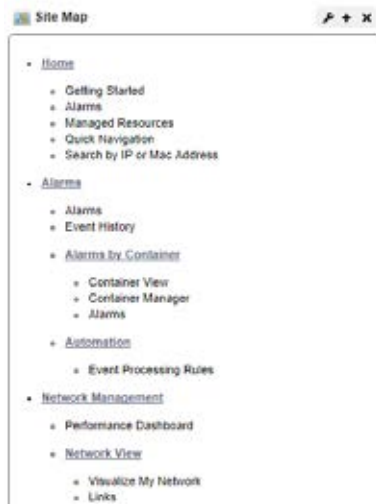 Site Map
Home
Getting Started
Alarms
Managed Resources
Quick Navigation
Search by IP or Mac Address
Alarms
Alarms
Event History
Alarms by Container
Container View
Container Manager
Alarms
Automation
Event Processing Rules
Network Management
Performance Dashboard
Network View
Visualize My Network
Links